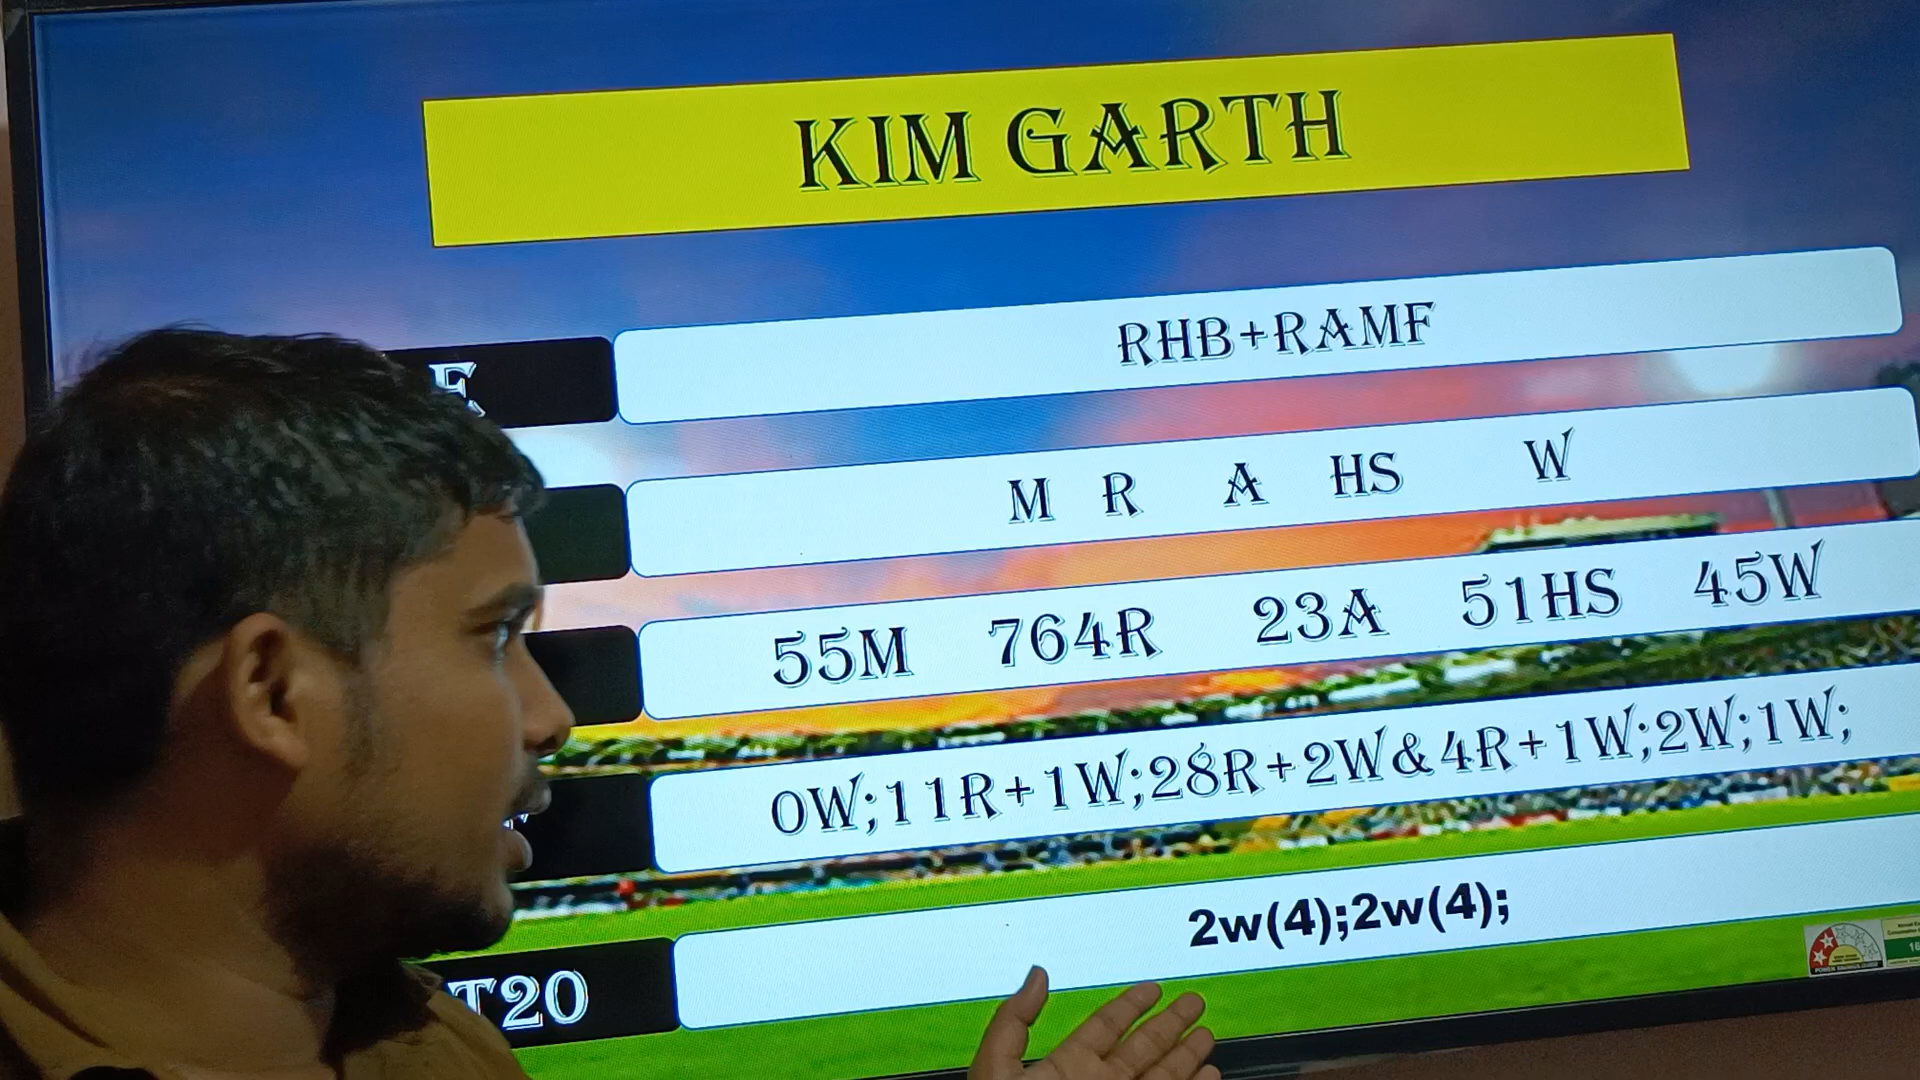 KIM GARTH
E RHB+RAMF
M R A HS W
55M 764R 23A 51HS 45W
0W;11R+1W;28R+2W&4R+1W;2W;1W;
T20 2w(4);2w(4);